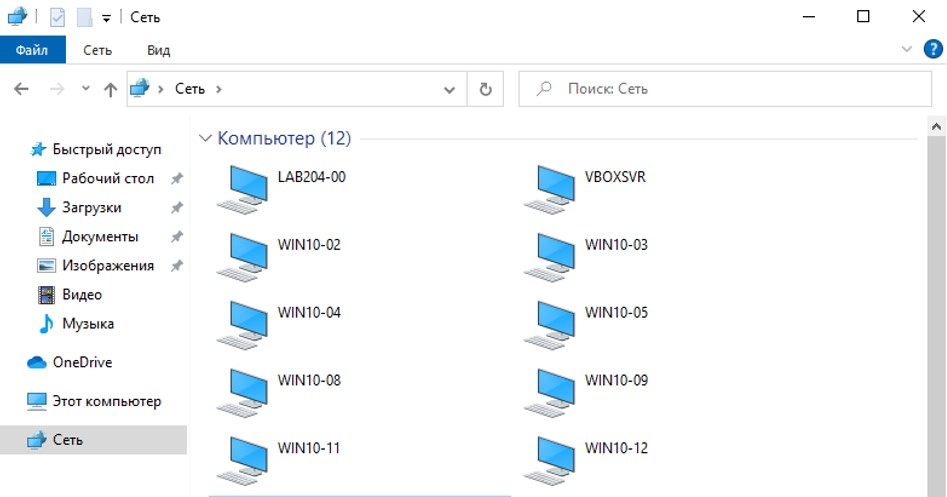 Сеть
Файл Сеть Вид
Сеть Поиск: Сеть
Быстрый доступ
Рабочий стол
Загрузки
Документы
Изображения
Видео
Музыка
OneDrive
Этот компьютер
Сеть
Компьютер (12)
LAB204-00 VBOXSVR
WIN10-02 WIN10-03
WIN10-04 WIN10-05
WIN10-08 WIN10-09
WIN10-11 WIN10-12